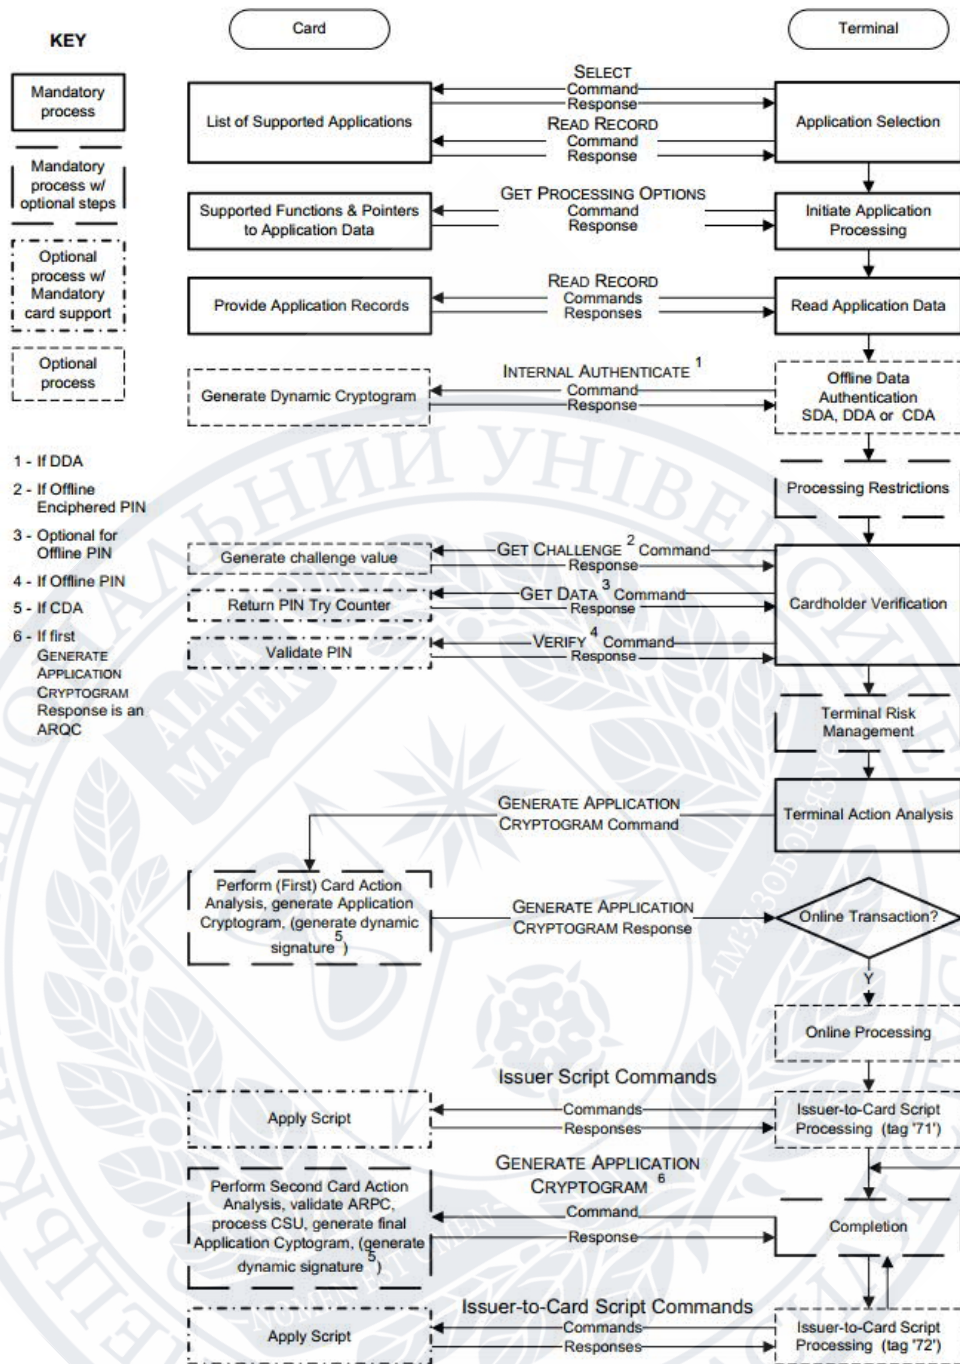 KEY
Card
Terminal
Mandatory
process
Mandatory
process w/
optional steps
Optional
process w/
Mandatory
card support
Optional
process
1 - If DDA
2 - If Offline
Enciphered PIN
3 - Optional for
Offline PIN
4 - If Offline PIN
5 - If CDA
6 - If first
GENERATE
APPLICATION
CRYPTOGRAM
Response is an
ARQC
List of Supported Applications
SELECT
Command
Response
READ RECORD
Command
Response
Application Selection
Supported Functions & Pointers
to Application Data
GET PROCESSING OPTIONS
Command
Response
Initiate Application
Processing
Provide Application Records
READ RECORD
Commands
Responses
Read Application Data
Generate Dynamic Cryptogram
INTERNAL AUTHENTICATE 1
Command
Response
Offline Data
Authentication
SDA, DDA or CDA
Processing Restrictions
Generate challenge value
GET CHALLENGE 2 Command
Response
Return PIN Try Counter
GET DATA 3 Command
Response
Validate PIN
VERIFY 4 Command
Response
Cardholder Verification
Terminal Risk
Management
GENERATE APPLICATION
CRYPTOGRAM Command
Terminal Action Analysis
Perform (First) Card Action
Analysis, generate Application
Cryptogram, (generate dynamic
signature 5)
GENERATE APPLICATION
CRYPTOGRAM Response
Online Transaction?
Y
Online Processing
Issuer Script Commands
Apply Script
Commands
Responses
Issuer-to-Card Script
Processing (tag '71')
Perform Second Card Action
Analysis, validate ARPC,
process CSU, generate final
Application Cyptogram, (generate
dynamic signature 5)
GENERATE APPLICATION
CRYPTOGRAM 6
Command
Response
Completion
Issuer-to-Card Script Commands
Apply Script
Commands
Responses
Issuer-to-Card Script
Processing (tag '72')
ALMA
MATER